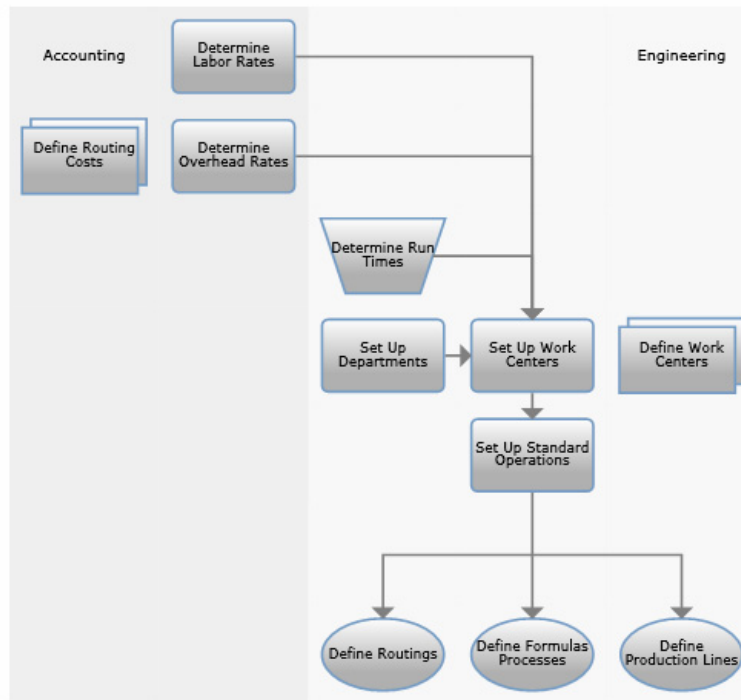 Accounting
Determine
Labor Rates
Engineering
Define Routing
Costs
Determine
Overhead Rates
Determine Run
Times
Set Up
Departments
Set Up Work
Centers
Define Work
Centers
Set Up Standard
Operations
Define Routings
Define Formulas
Processes
Define
Production Lines